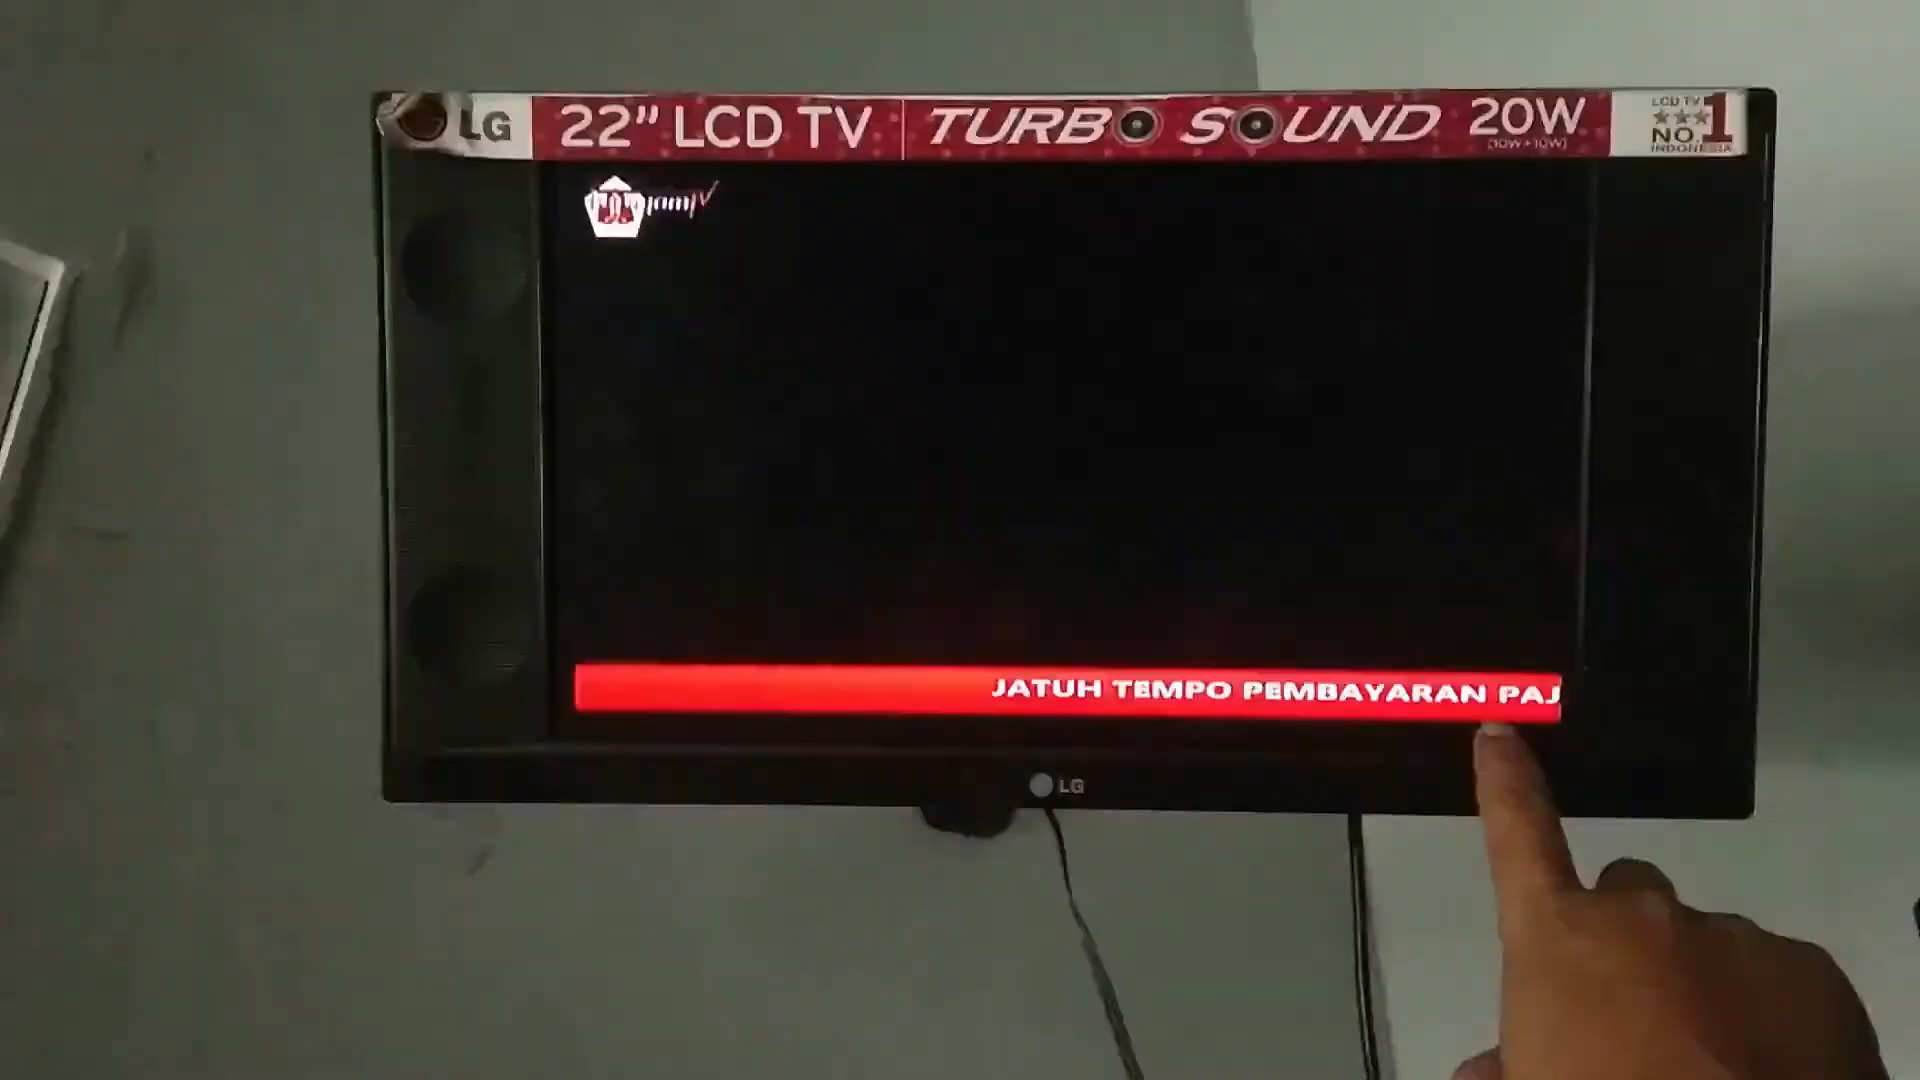 LG 22" LCD TV TURBO SOUND 20W
(10W+10W)
LCD TV
NO.1
INDONESIA
JATUH TEMPO PEMBAYARAN PAJ
LG